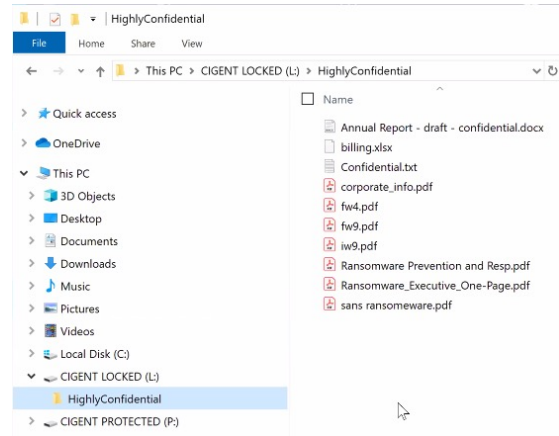 HighlyConfidential
File Home Share View
This PC > CIGENT LOCKED (L:) > HighlyConfidential
Quick access
OneDrive
This PC
3D Objects
Desktop
Documents
Downloads
Music
Pictures
Videos
Local Disk (C:)
CIGENT LOCKED (L:)
HighlyConfidential
CIGENT PROTECTED (P:)
Name
Annual Report - draft - confidential.docx
billing.xlsx
Confidential.txt
corporate_info.pdf
fw4.pdf
fw9.pdf
iw9.pdf
Ransomware Prevention and Resp.pdf
Ransomware_Executive_One-Page.pdf
sans ransomeware.pdf